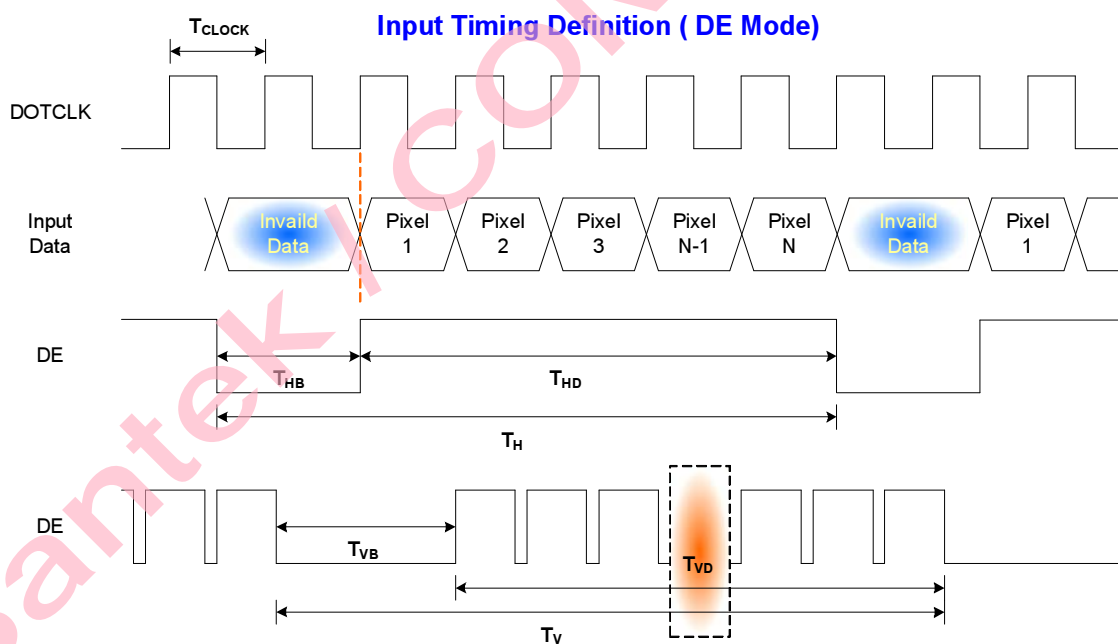 Input Timing Definition ( DE Mode)
TCLOCK
DOTCLK
Input
Data
Invaild
Data
Pixel
1
Pixel
2
Pixel
3
Pixel
N-1
Pixel
N
Invaild
Data
Pixel
1
DE
THB
THD
TH
DE
TVB
TVD
TV